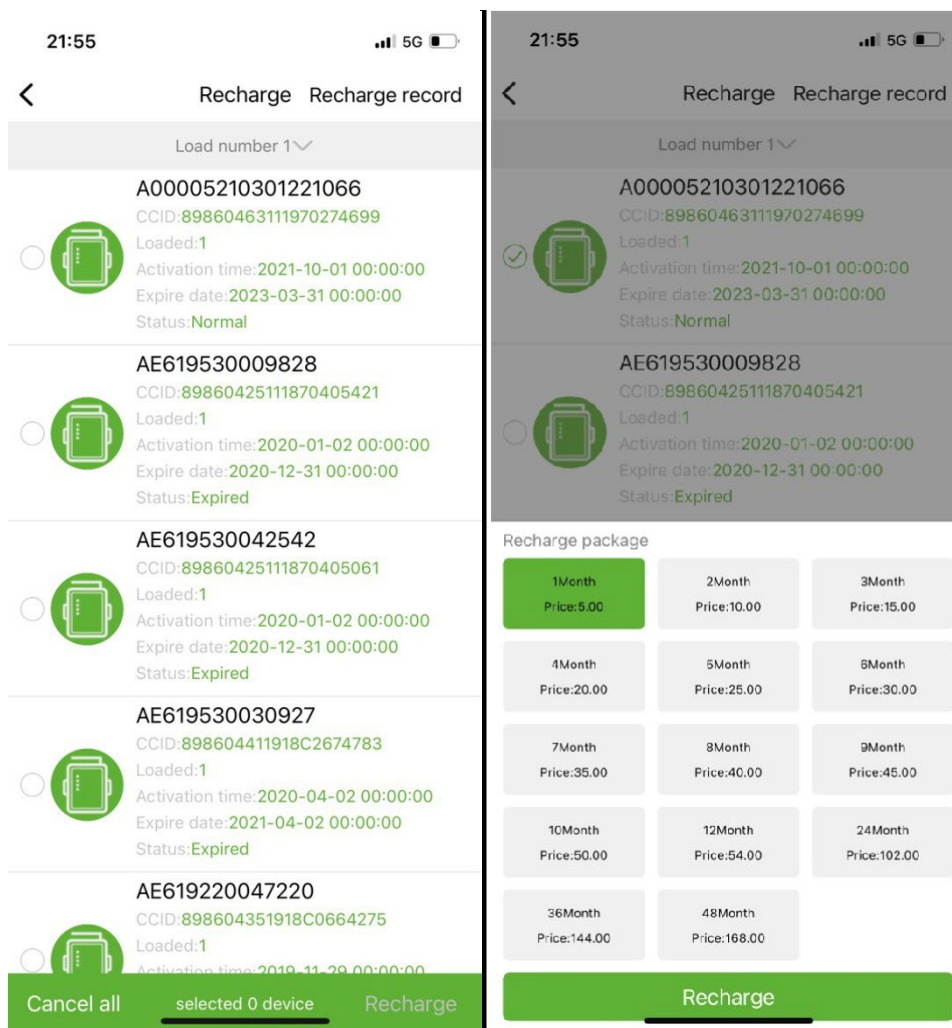 21:55
5G
Recharge Recharge record
Load number 1
A00005210301221066
CCID:89860463111970274699
Loaded:1
Activation time:2021-10-01 00:00:00
Expire date:2023-03-31 00:00:00
Status:Normal
AE619530009828
CCID:89860425111870405421
Loaded:1
Activation time:2020-01-02 00:00:00
Expire date:2020-12-31 00:00:00
Status:Expired
AE619530042542
CCID:89860425111870405061
Loaded:1
Activation time:2020-01-02 00:00:00
Expire date:2020-12-31 00:00:00
Status:Expired
AE619530030927
CCID:898604411918C2674783
Loaded:1
Activation time:2020-04-02 00:00:00
Expire date:2021-04-02 00:00:00
Status:Expired
AE619220047220
CCID:898604351918C0664275
Loaded:1
Activation time:2019-11-29 00:00:00
Cancel all selected 0 device Recharge
21:55
5G
Recharge Recharge record
Load number 1
A00005210301221066
CCID:89860463111970274699
Loaded:1
Activation time:2021-10-01 00:00:00
Expire date:2023-03-31 00:00:00
Status:Normal
AE619530009828
CCID:89860425111870405421
Loaded:1
Activation time:2020-01-02 00:00:00
Expire date:2020-12-31 00:00:00
Status:Expired
Recharge package
1Month
Price:5.00
2Month
Price:10.00
3Month
Price:15.00
4Month
Price:20.00
5Month
Price:25.00
6Month
Price:30.00
7Month
Price:35.00
8Month
Price:40.00
9Month
Price:45.00
10Month
Price:50.00
12Month
Price:54.00
24Month
Price:102.00
36Month
Price:144.00
48Month
Price:168.00
Recharge